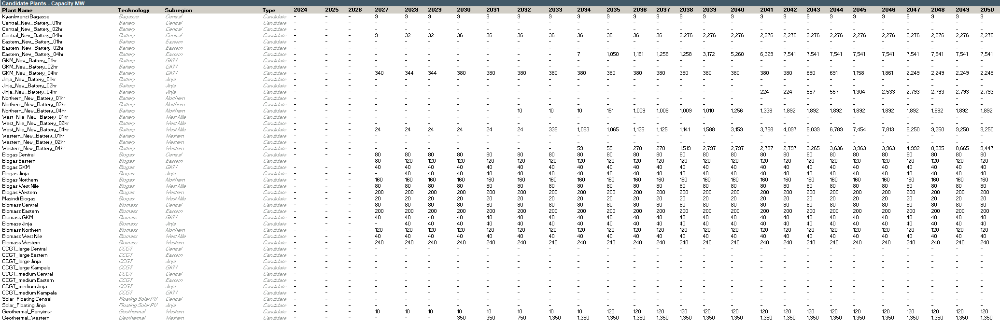 Candidate Plants - Capacity MW
Plant Name Technology Subregion Type 2024 2025 2026 2027 2028 2029 2030 2031 2032 2033 2034 2035 2036 2037 2038 2039 2040 2041 2042 2043 2044 2045 2046 2047 2048 2049 2050
Kyankwanzi Bagasse Bagasse Central Candidate - - - 9 9 9 9 9 9 9 9 9 9 9 9 9 9 9 9 9 9 9 9 9 9 9 9
Central_New_Battery_01hr Battery Central Candidate - - - - - - - - - - - - - - - - - - - - - - - - - - -
Central_New_Battery_02hr Battery Central Candidate - - - - - - - - - - - - - - - - - - - - - - - - - - -
Central_New_Battery_04hr Battery Central Candidate - - - 9 32 32 36 36 36 36 36 36 36 36 2,276 2,276 2,276 2,276 2,276 2,276 2,276 2,276 2,276 2,276 2,276 2,276 2,276
Eastern_New_Battery_01hr Battery Eastern Candidate - - - - - - - - - - - - - - - - - - - - - - - - - - -
Eastern_New_Battery_02hr Battery Eastern Candidate - - - - - - - - - - - - - - - - - - - - - - - - - - -
Eastern_New_Battery_04hr Battery Eastern Candidate - - - - - - - - - - 7 1,050 1,181 1,258 1,258 3,172 5,260 6,329 7,541 7,541 7,541 7,541 7,541 7,541 7,541 7,541 7,541
GKM_New_Battery_01hr Battery GKM Candidate - - - - - - - - - - - - - - - - - - - - - - - - - - -
GKM_New_Battery_02hr Battery GKM Candidate - - - - - - - - - - - - - - - - - - - - - - - - - - -
GKM_New_Battery_04hr Battery GKM Candidate - - - 340 344 344 380 380 380 380 380 380 380 380 380 380 380 380 380 690 691 1,158 1,861 2,249 2,249 2,249 2,249
Jinja_New_Battery_01hr Battery Jinja Candidate - - - - - - - - - - - - - - - - - - - - - - - - - - -
Jinja_New_Battery_02hr Battery Jinja Candidate - - - - - - - - - - - - - - - - - - - - - - - - - - -
Jinja_New_Battery_04hr Battery Jinja Candidate - - - - - - - - - - - - - - - - - 224 224 557 557 1,304 2,533 2,793 2,793 2,793 2,793
Northern_New_Battery_01hr Battery Northern Candidate - - - - - - - - - - - - - - - - - - - - - - - - - - -
Northern_New_Battery_02hr Battery Northern Candidate - - - - - - - - - - - - - - - - - - - - - - - - - - -
Northern_New_Battery_04hr Battery Northern Candidate - - - - - - - - 10 10 10 151 1,009 1,009 1,009 1,010 1,256 1,338 1,892 1,892 1,892 1,892 1,892 1,892 1,892 1,892 1,892
West_Nile_New_Battery_01hr Battery West Nile Candidate - - - - - - - - - - - - - - - - - - - - - - - - - - -
West_Nile_New_Battery_02hr Battery West Nile Candidate - - - - - - - - - - - - - - - - - - - - - - - - - - -
West_Nile_New_Battery_04hr Battery West Nile Candidate - - - 24 24 24 24 24 24 339 1,063 1,065 1,125 1,125 1,141 1,588 3,159 3,768 4,097 5,039 6,789 7,454 7,813 9,250 9,250 9,250 9,250
Western_New_Battery_01hr Battery Western Candidate - - - - - - - - - - - - - - - - - - - - - - - - - - -
Western_New_Battery_02hr Battery Western Candidate - - - - - - - - - - - - - - - - - - - - - - - - - - -
Western_New_Battery_04hr Battery Western Candidate - - - - - - - - - - 59 59 270 270 1,519 2,797 2,797 2,797 2,797 3,265 3,636 3,963 3,963 4,992 8,335 8,665 9,447
Biogas Central Biogas Central Candidate - - - 80 80 80 80 80 80 80 80 80 80 80 80 80 80 80 80 80 80 80 80 80 80 80 80
Biogas Eastern Biogas Eastern Candidate - - - 80 120 120 120 120 120 120 120 120 120 120 120 120 120 120 120 120 120 120 120 120 120 120 120
Biogas GKM Biogas GKM Candidate - - - 40 40 40 40 40 40 40 40 40 40 40 40 40 40 40 40 40 40 40 40 40 40 40 40
Biogas Jinja Biogas Jinja Candidate - - - - 40 40 40 40 40 40 40 40 40 40 40 40 40 40 40 40 40 40 40 40 40 40 40
Biogas Northern Biogas Northern Candidate - - - 160 160 160 160 160 160 160 160 160 160 160 160 160 160 160 160 160 160 160 160 160 160 160 160
Biogas West Nile Biogas West Nile Candidate - - - 80 80 80 80 80 80 80 80 80 80 80 80 80 80 80 80 80 80 80 80 80 80 80 80
Biogas Western Biogas Western Candidate - - - 200 200 200 200 200 200 200 200 200 200 200 200 200 200 200 200 200 200 200 200 200 200 200 200
Masindi Biogas Biogas West Nile Candidate - - - 20 20 20 20 20 20 20 20 20 20 20 20 20 20 20 20 20 20 20 20 20 20 20 20
Biomass Central Biomass Central Candidate - - - 80 80 80 80 80 80 80 80 80 80 80 80 80 80 80 80 80 80 80 80 80 80 80 80
Biomass Eastern Biomass Eastern Candidate - - - 200 200 200 200 200 200 200 200 200 200 200 200 200 200 200 200 200 200 200 200 200 200 200 200
Biomass GKM Biomass GKM Candidate - - - 40 40 40 40 40 40 40 40 40 40 40 40 40 40 40 40 40 40 40 40 40 40 40 40
Biomass Jinja Biomass Jinja Candidate - - - - 40 40 40 40 40 40 40 40 40 40 40 40 40 40 40 40 40 40 40 40 40 40 40
Biomass Northern Biomass Northern Candidate - - - 120 120 120 120 120 120 120 120 120 120 120 120 120 120 120 120 120 120 120 120 120 120 120 120
Biomass West Nile Biomass West Nile Candidate - - - 40 40 40 40 40 40 40 40 40 40 40 40 40 40 40 40 40 40 40 40 40 40 40 40
Biomass Western Biomass Western Candidate - - - 240 240 240 240 240 240 240 240 240 240 240 240 240 240 240 240 240 240 240 240 240 240 240 240
CCGT_large Central CCGT Central Candidate - - - - - - - - - - - - - - - - - - - - - - - - - - -
CCGT_large Eastern CCGT Eastern Candidate - - - - - - - - - - - - - - - - - - - - - - - - - - -
CCGT_large Jinja CCGT Jinja Candidate - - - - - - - - - - - - - - - - - - - - - - - - - - -
CCGT_large Kampala CCGT GKM Candidate - - - - - - - - - - - - - - - - - - - - - - - - - - -
CCGT_medium Central CCGT Central Candidate - - - - - - - - - - - - - - - - - - - - - - - - - - -
CCGT_medium Eastern CCGT Eastern Candidate - - - - - - - - - - - - - - - - - - - - - - - - - - -
CCGT_medium Jinja CCGT Jinja Candidate - - - - - - - - - - - - - - - - - - - - - - - - - - -
CCGT_medium Kampala CCGT GKM Candidate - - - - - - - - - - - - - - - - - - - - - - - - - - -
Solar_Floating Central Floating Solar PV Central Candidate - - - - - - - - - - - - - - - - - - - - - - - - - - -
Solar_Floating Jinja Floating Solar PV Jinja Candidate - - - - - - - - - - - - - - - - - - - - - - - - - - -
Geothermal_Panyimur Geothermal Western Candidate - - - 10 10 10 10 10 10 10 10 120 120 120 120 120 120 120 120 120 120 120 120 120 120 120 120
Geothermal_Western Geothermal Western Candidate - - - - - - 350 350 750 1,350 1,350 1,350 1,350 1,350 1,350 1,350 1,350 1,350 1,350 1,350 1,350 1,350 1,350 1,350 1,350 1,350 1,350